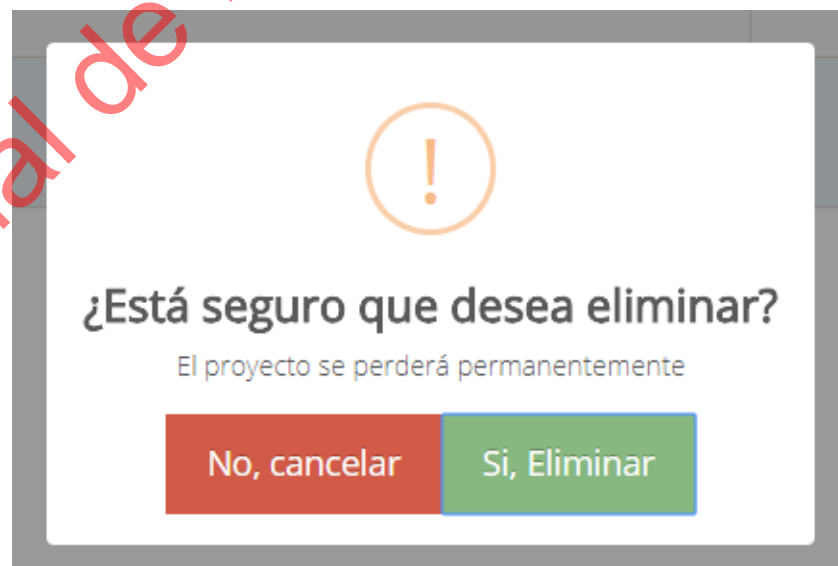 al de
!
¿Está seguro que desea eliminar?
El proyecto se perderá permanentemente
No, cancelar
Si, Eliminar